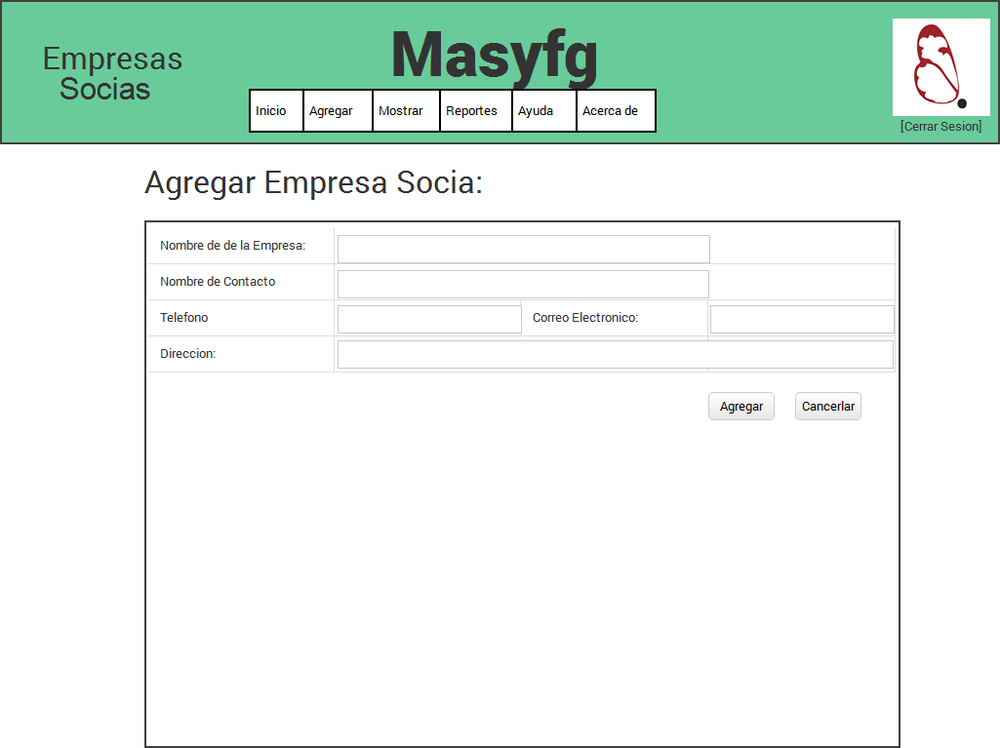 Empresas
Socias
Masyfg
Inicio Agregar Mostrar Reportes Ayuda Acerca de
[Cerrar Sesion]
Agregar Empresa Socia:
Nombre de de la Empresa:
Nombre de Contacto
Telefono Correo Electronico:
Direccion:
Agregar Cancerlar